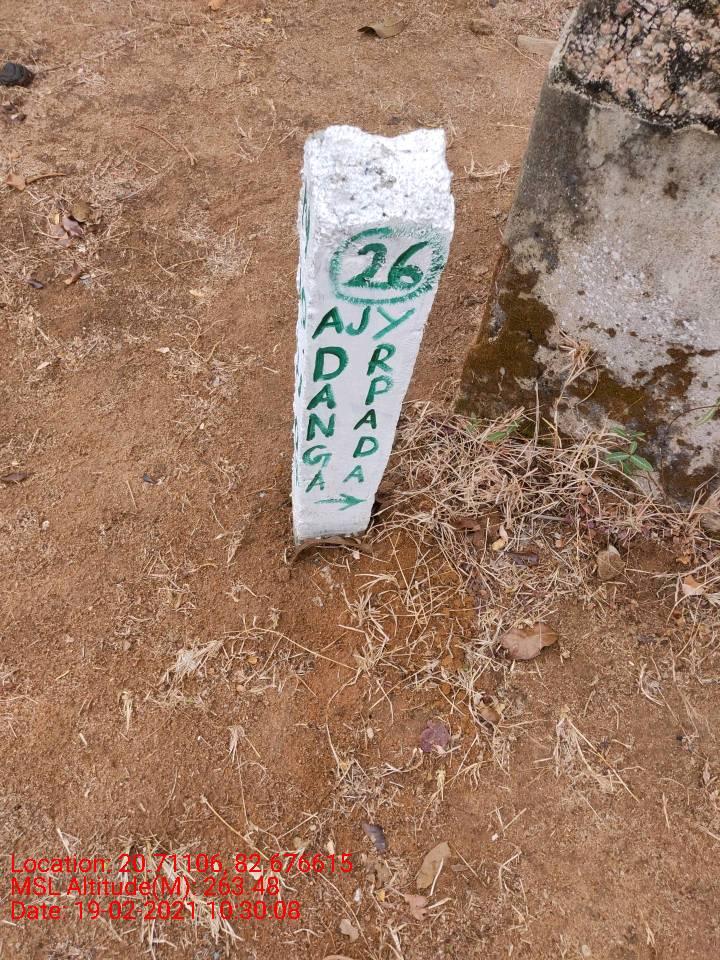 26
AJY
DANGA
RPADA
Location: 20.71106, 82.676615
MSL Altitude(M): 263.48
Date: 19-02-2021 10:30:08